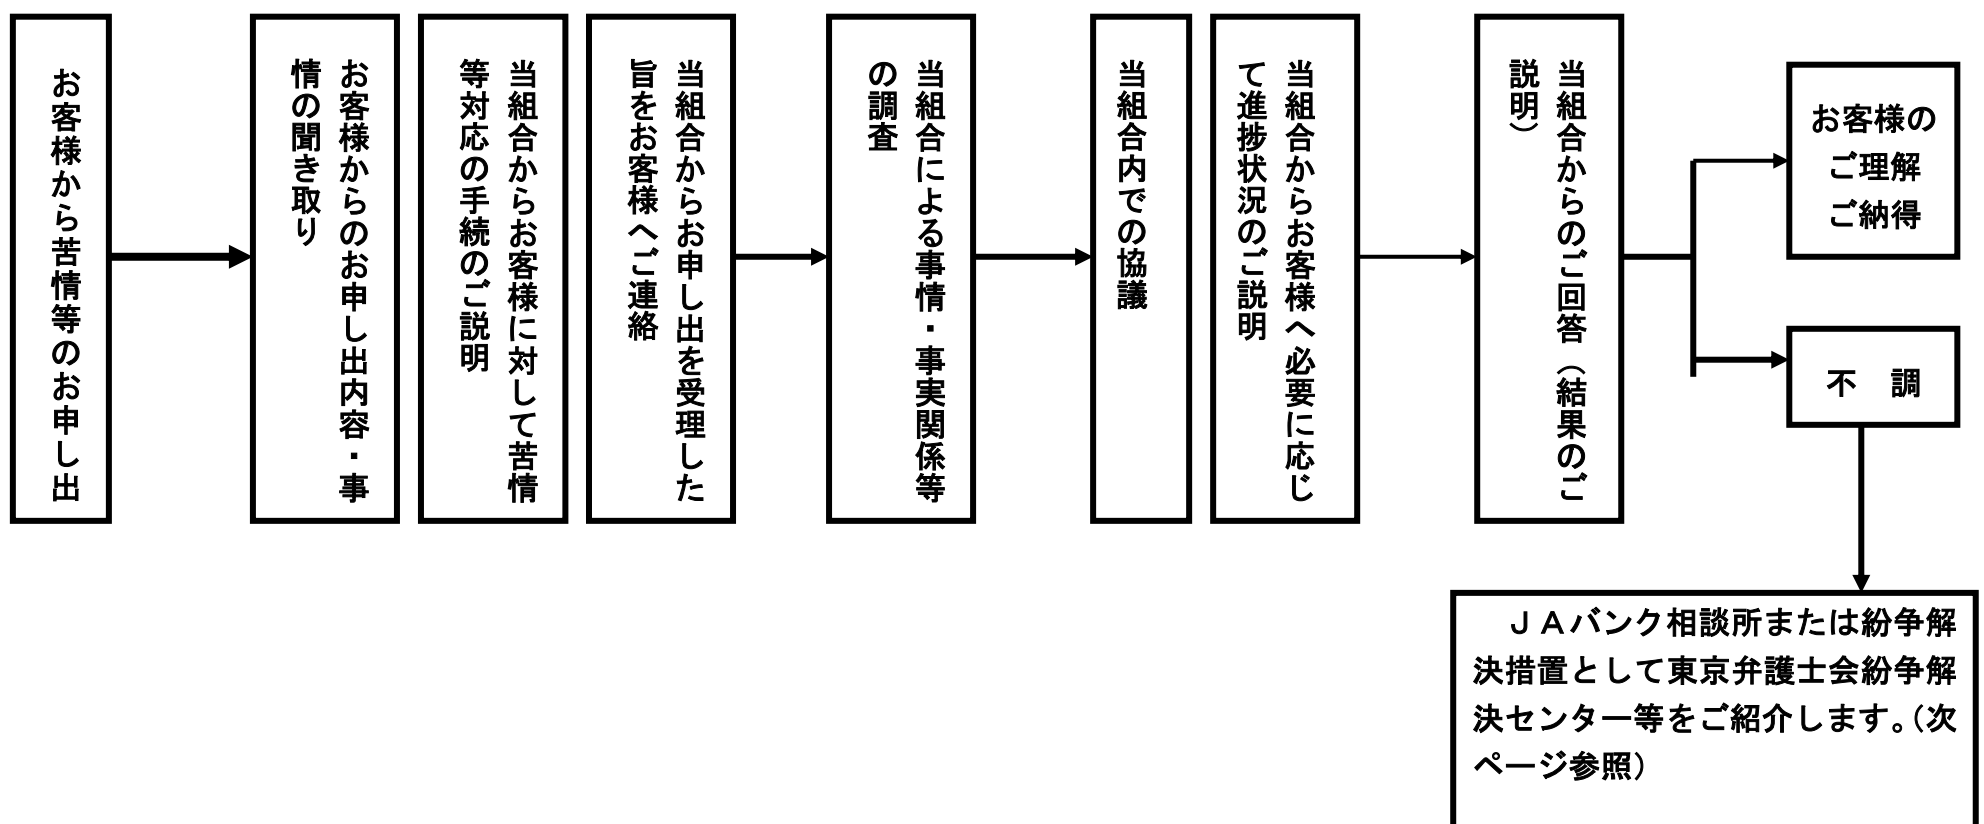 お客様から苦情等のお申し出
お客様からのお申し出内容・事
情の聞き取り
当組合からお客様に対して苦情
等対応の手続のご説明
当組合からお申し出を受理した
旨をお客様へご連絡
当組合による事情・事実関係等
の調査
当組合内での協議
当組合からお客様へ必要に応じ
て進捗状況のご説明
当組合からのご回答（結果のご
説明）
お客様の
ご理解
ご納得
不　調
ＪＡバンク相談所または紛争解
決措置として東京弁護士会紛争解
決センター等をご紹介します。（次
ページ参照）